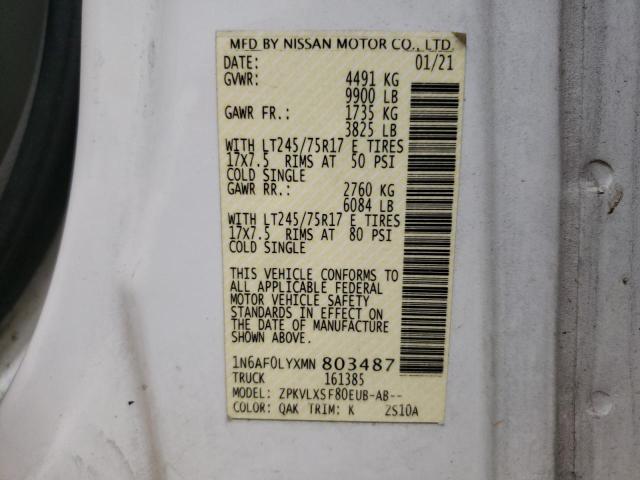 MFD BY NISSAN MOTOR CO., LTD.
DATE: 01/21
GVWR: 4491 KG
9900 LB
GAWR FR.: 1735 KG
3825 LB
WITH LT245/75R17 E TIRES
17X7.5 RIMS AT 50 PSI
COLD SINGLE
GAWR RR.: 2760 KG
6084 LB
WITH LT245/75R17 E TIRES
17X7.5 RIMS AT 80 PSI
COLD SINGLE
THIS VEHICLE CONFORMS TO
ALL APPLICABLE FEDERAL
MOTOR VEHICLE SAFETY
STANDARDS IN EFFECT ON
THE DATE OF MANUFACTURE
SHOWN ABOVE.
1N6AF0LYXMN 803487
TRUCK 161385
MODEL: ZPKVLXSF80EUB-AB--
COLOR: QAK TRIM: K 2S10A